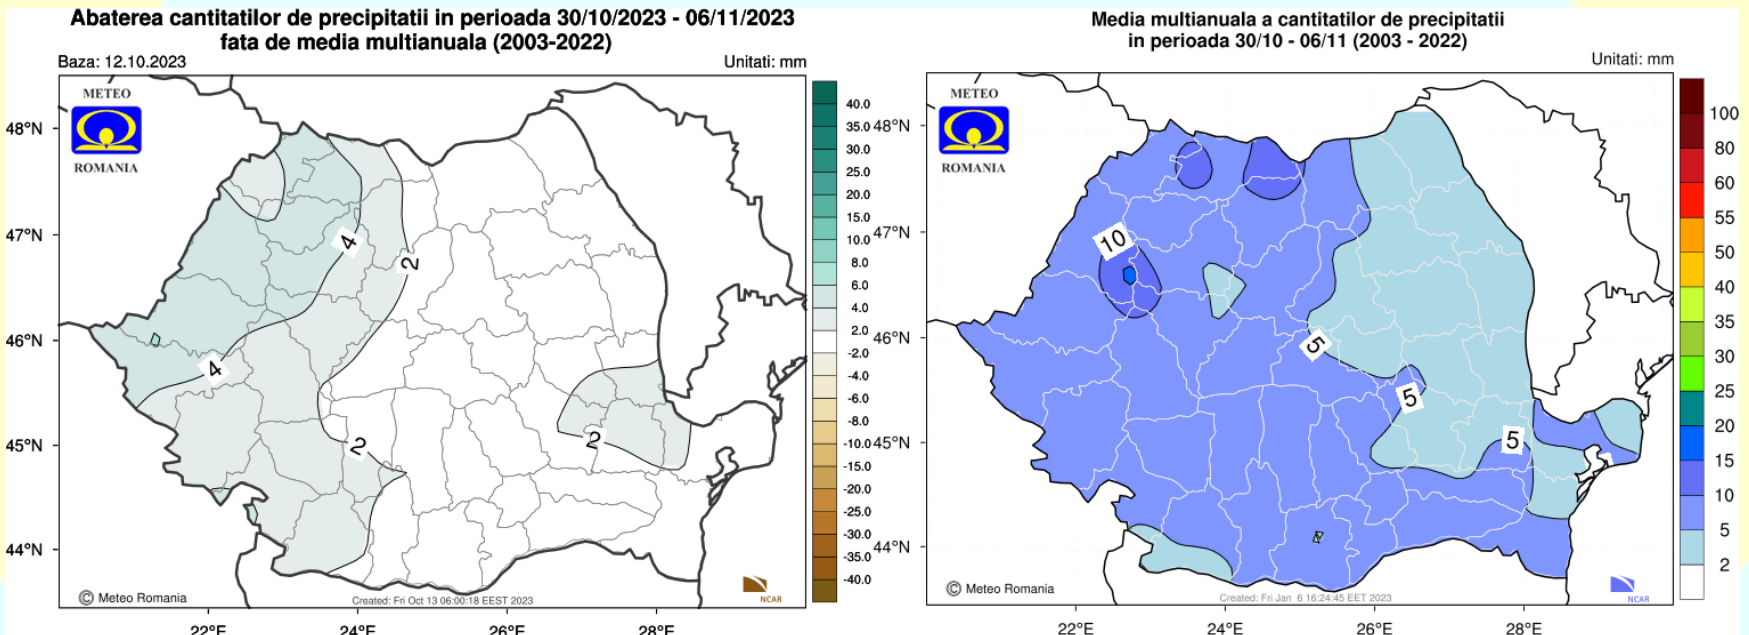 Abaterea cantitatilor de precipitatii in perioada 30/10/2023 - 06/11/2023
fata de media multianuala (2003-2022)
Baza: 12.10.2023
Unitati: mm
METEO
ROMANIA
48°N
47°N
46°N
45°N
44°N
22°E
24°E
26°E
28°E
4
2
4
2
2
40.0
35.0
30.0
25.0
20.0
15.0
10.0
8.0
6.0
4.0
2.0
-2.0
-4.0
-6.0
-8.0
-10.0
-15.0
-20.0
-25.0
-30.0
-35.0
-40.0
© Meteo Romania
Created: Fri Oct 13 06:00:18 EEST 2023
NCAR
Media multianuala a cantitatilor de precipitatii
in perioada 30/10 - 06/11 (2003 - 2022)
Unitati: mm
METEO
ROMANIA
48°N
47°N
46°N
45°N
44°N
22°E
24°E
26°E
28°E
10
5
5
5
100
80
60
55
50
40
35
30
25
20
15
10
5
2
© Meteo Romania
Created: Fri Jan 6 16:24:45 EET 2023
NCAR